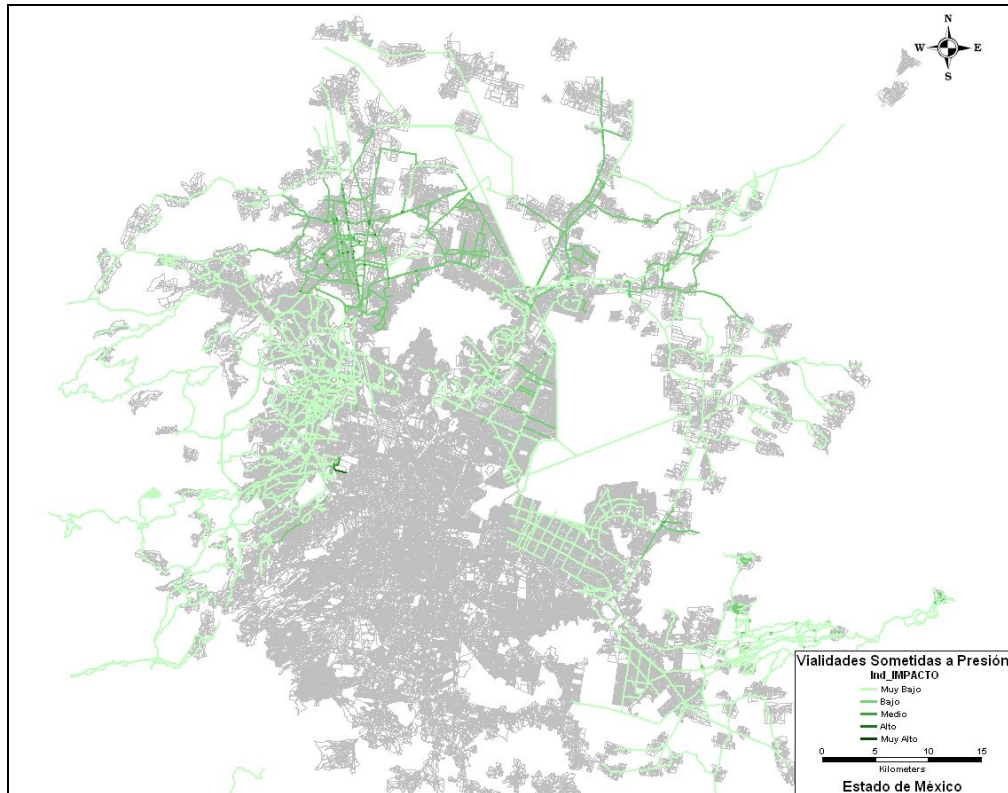 N
W E
S
Vialidades Sometidas a Presión
Ind_IMPACTO
Muy Bajo
Bajo
Medio
Alto
Muy Alto
0 5 10 15
Kilometers
Estado de México